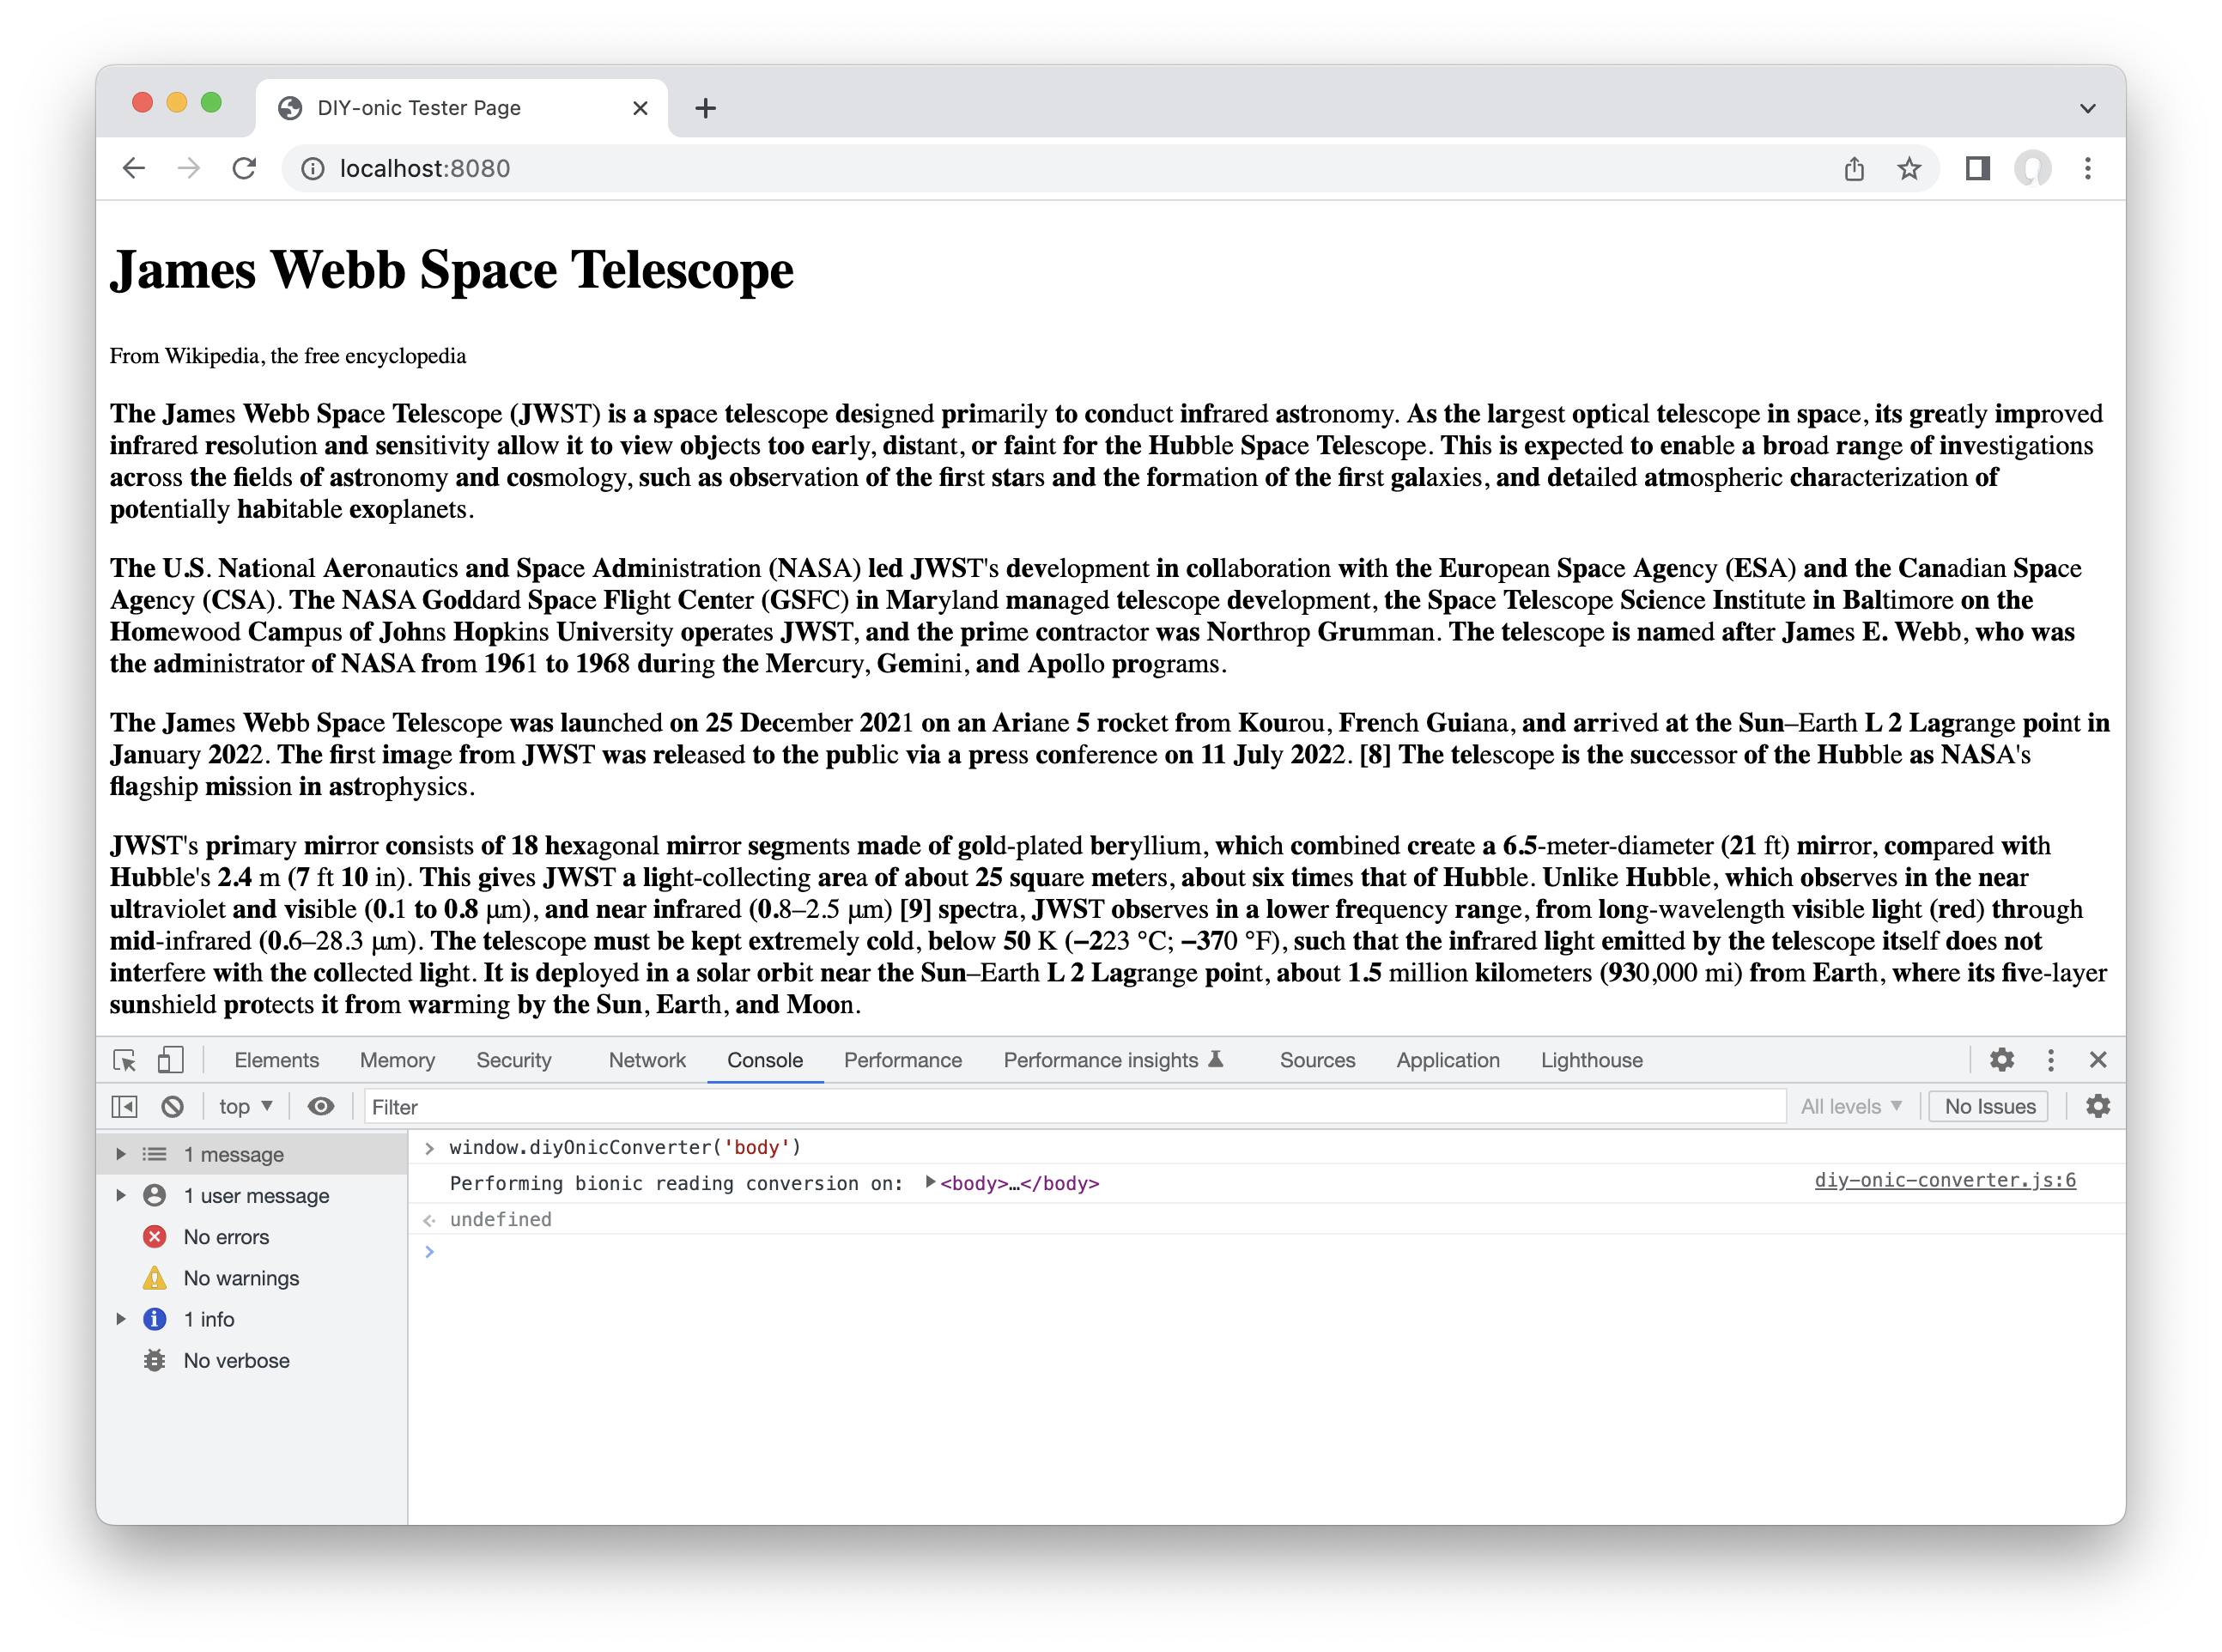 DIY-onic Tester Page
localhost:8080
James Webb Space Telescope
From Wikipedia, the free encyclopedia
The James Webb Space Telescope (JWST) is a space telescope designed primarily to conduct infrared astronomy. As the largest optical telescope in space, its greatly improved
infrared resolution and sensitivity allow it to view objects too early, distant, or faint for the Hubble Space Telescope. This is expected to enable a broad range of investigations
across the fields of astronomy and cosmology, such as observation of the first stars and the formation of the first galaxies, and detailed atmospheric characterization of
potentially habitable exoplanets.
The U.S. National Aeronautics and Space Administration (NASA) led JWST's development in collaboration with the European Space Agency (ESA) and the Canadian Space
Agency (CSA). The NASA Goddard Space Flight Center (GSFC) in Maryland managed telescope development, the Space Telescope Science Institute in Baltimore on the
Homewood Campus of Johns Hopkins University operates JWST, and the prime contractor was Northrop Grumman. The telescope is named after James E. Webb, who was
the administrator of NASA from 1961 to 1968 during the Mercury, Gemini, and Apollo programs.
The James Webb Space Telescope was launched on 25 December 2021 on an Ariane 5 rocket from Kourou, French Guiana, and arrived at the Sun–Earth L 2 Lagrange point in
January 2022. The first image from JWST was released to the public via a press conference on 11 July 2022. [8] The telescope is the successor of the Hubble as NASA's
flagship mission in astrophysics.
JWST's primary mirror consists of 18 hexagonal mirror segments made of gold-plated beryllium, which combined create a 6.5-meter-diameter (21 ft) mirror, compared with
Hubble's 2.4 m (7 ft 10 in). This gives JWST a light-collecting area of about 25 square meters, about six times that of Hubble. Unlike Hubble, which observes in the near
ultraviolet and visible (0.1 to 0.8 μm), and near infrared (0.8–2.5 μm) [9] spectra, JWST observes in a lower frequency range, from long-wavelength visible light (red) through
mid-infrared (0.6–28.3 μm). The telescope must be kept extremely cold, below 50 K (−223 °C; −370 °F), such that the infrared light emitted by the telescope itself does not
interfere with the collected light. It is deployed in a solar orbit near the Sun–Earth L 2 Lagrange point, about 1.5 million kilometers (930,000 mi) from Earth, where its five-layer
sunshield protects it from warming by the Sun, Earth, and Moon.
Elements Memory Security Network Console Performance Performance insights Sources Application Lighthouse
top Filter All levels No Issues
1 message
1 user message
No errors
No warnings
1 info
No verbose
window.diyOnicConverter('body')
Performing bionic reading conversion on: <body>…</body> diy-onic-converter.js:6
undefined